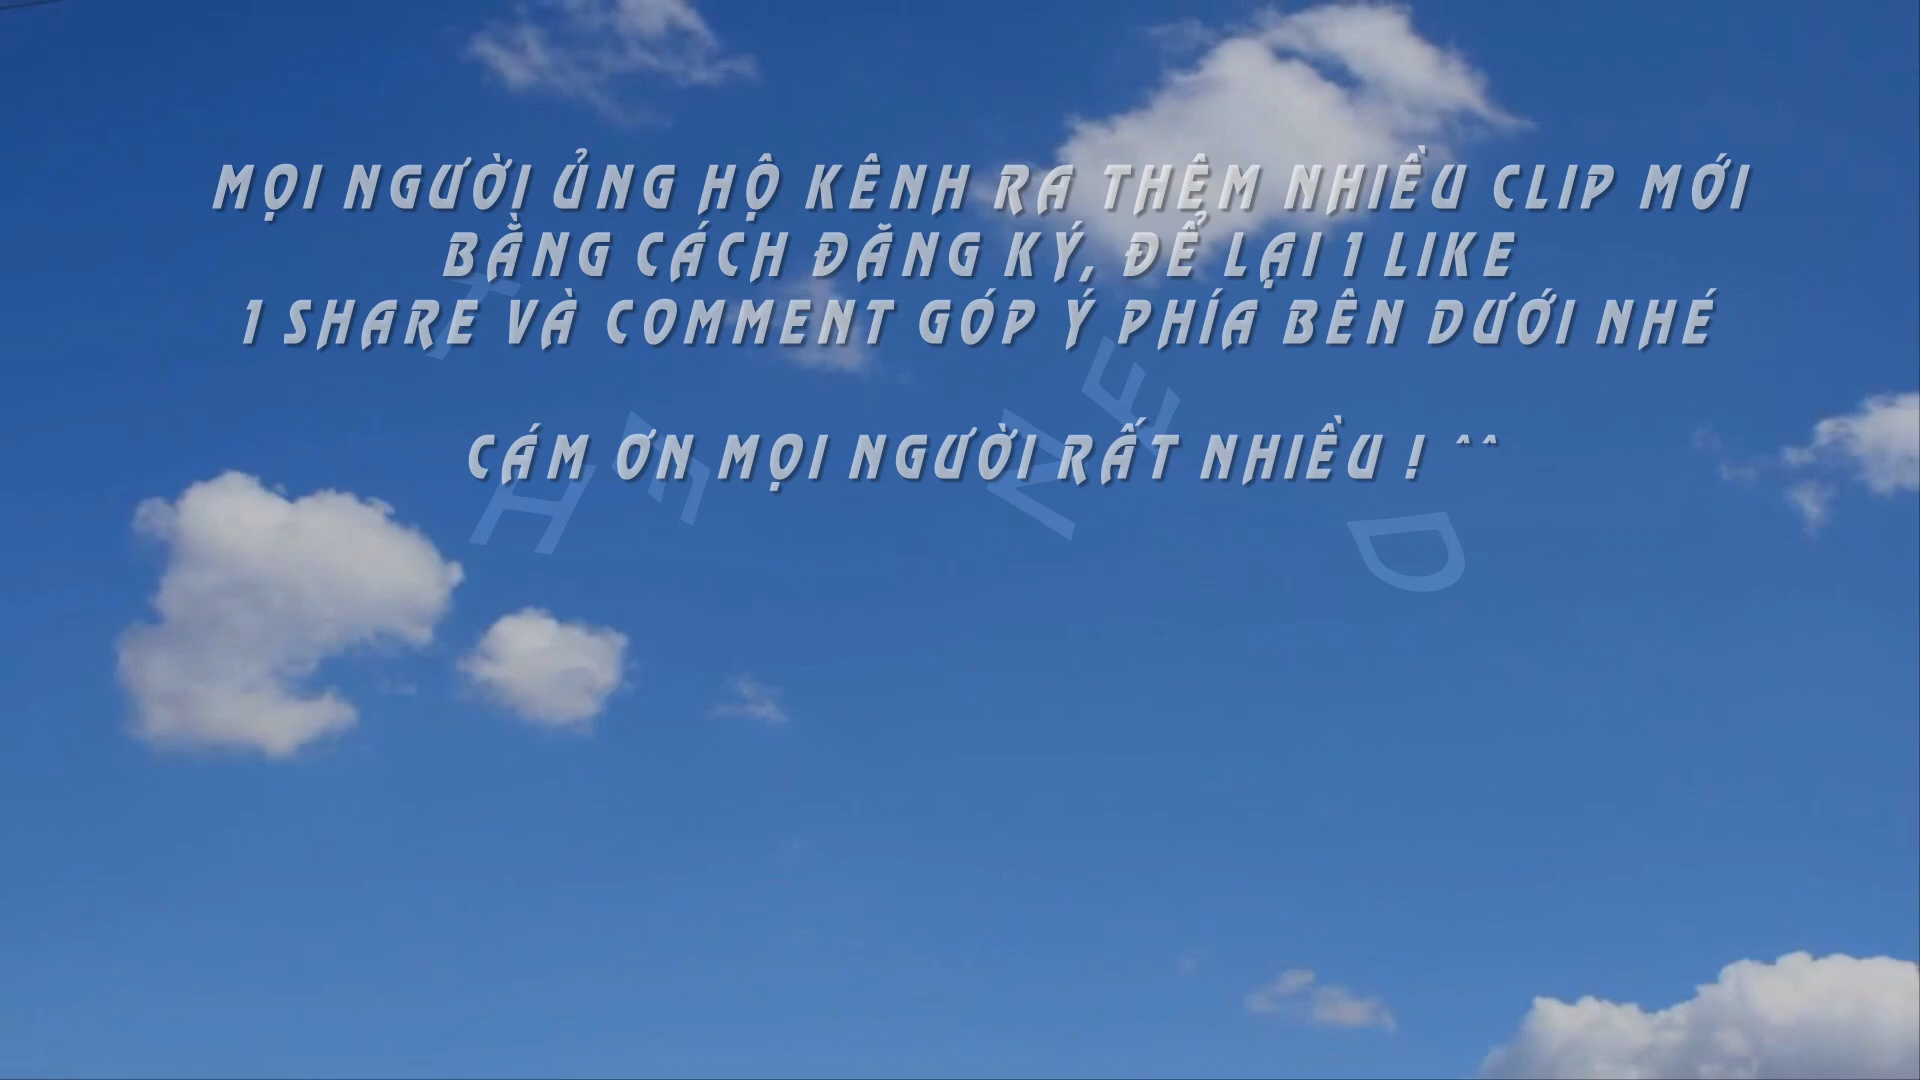 MỌI NGƯỜI ỦNG HỘ KÊNH RA THÊM NHIỀU CLIP MỚI
BẰNG CÁCH ĐĂNG KÝ, ĐỂ LẠI 1 LIKE
1 SHARE VÀ COMMENT GÓP Ý PHÍA BÊN DƯỚI NHÉ
CÁM ƠN MỌI NGƯỜI RẤT NHIỀU ! ^^